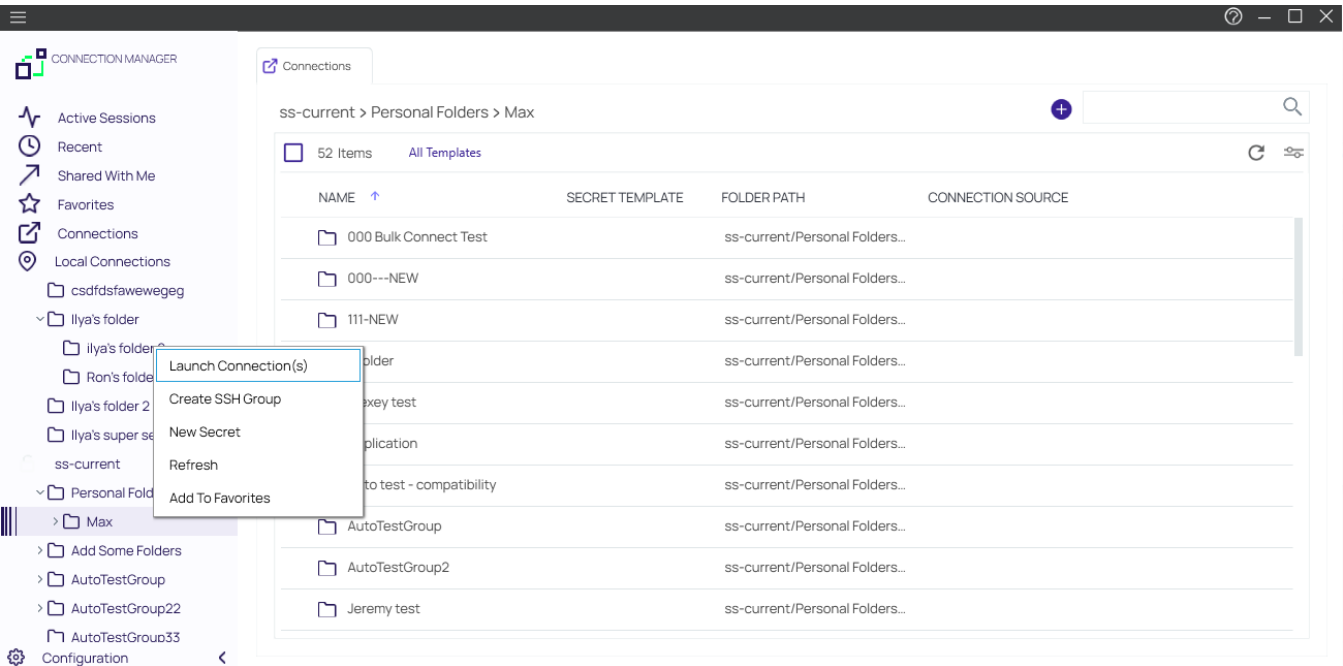 CONNECTION MANAGER
Active Sessions
Recent
Shared With Me
Favorites
Connections
Local Connections
csdfdsfawewegeg
Ilya's folder
ilya's folder
Ron's folde
Ilya's folder 2
Ilya's super se
ss-current
Personal Fold
Max
Add Some Folders
AutoTestGroup
AutoTestGroup22
AutoTestGroup33
Configuration
Launch Connection(s)
Create SSH Group
New Secret
Refresh
Add To Favorites
Connections
ss-current > Personal Folders > Max
52 Items All Templates
NAME SECRET TEMPLATE FOLDER PATH CONNECTION SOURCE
000 Bulk Connect Test ss-current/Personal Folders...
000---NEW ss-current/Personal Folders...
111-NEW ss-current/Personal Folders...
older ss-current/Personal Folders...
exey test ss-current/Personal Folders...
plication ss-current/Personal Folders...
to test - compatibility ss-current/Personal Folders...
AutoTestGroup ss-current/Personal Folders...
AutoTestGroup2 ss-current/Personal Folders...
Jeremy test ss-current/Personal Folders...